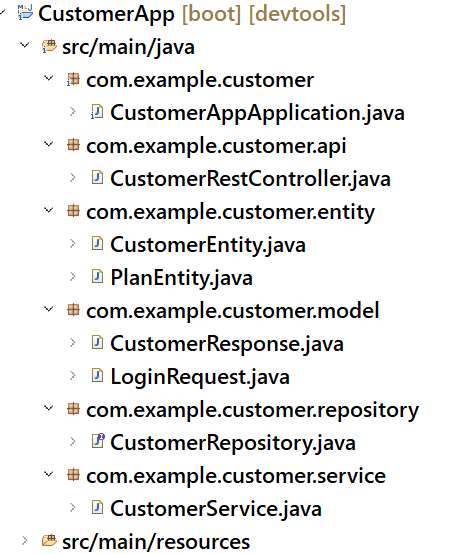 CustomerApp [boot] [devtools]
src/main/java
com.example.customer
CustomerAppApplication.java
com.example.customer.api
CustomerRestController.java
com.example.customer.entity
CustomerEntity.java
PlanEntity.java
com.example.customer.model
CustomerResponse.java
LoginRequest.java
com.example.customer.repository
CustomerRepository.java
com.example.customer.service
CustomerService.java
src/main/resources